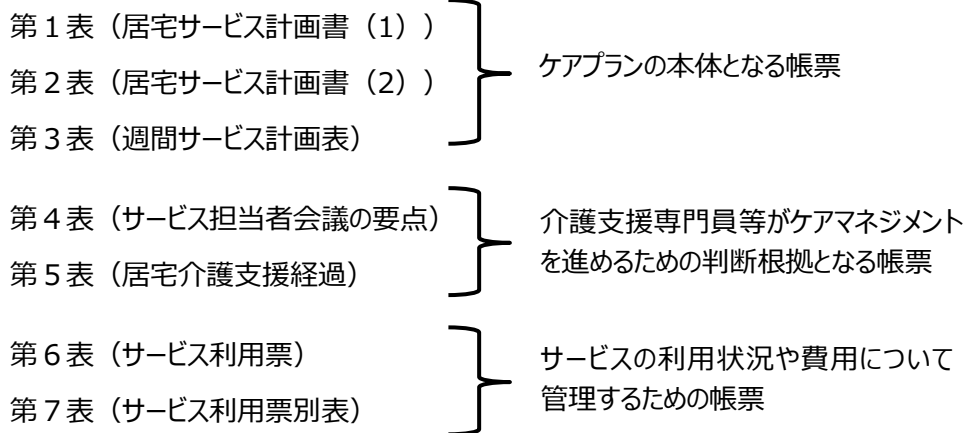 第1表（居宅サービス計画書（1））
第2表（居宅サービス計画書（2））
第3表（週間サービス計画表）
ケアプランの本体となる帳票
第4表（サービス担当者会議の要点）
第5表（居宅介護支援経過）
介護支援専門員等がケアマネジメント
を進めるための判断根拠となる帳票
第6表（サービス利用票）
第7表（サービス利用票別表）
サービスの利用状況や費用について
管理するための帳票